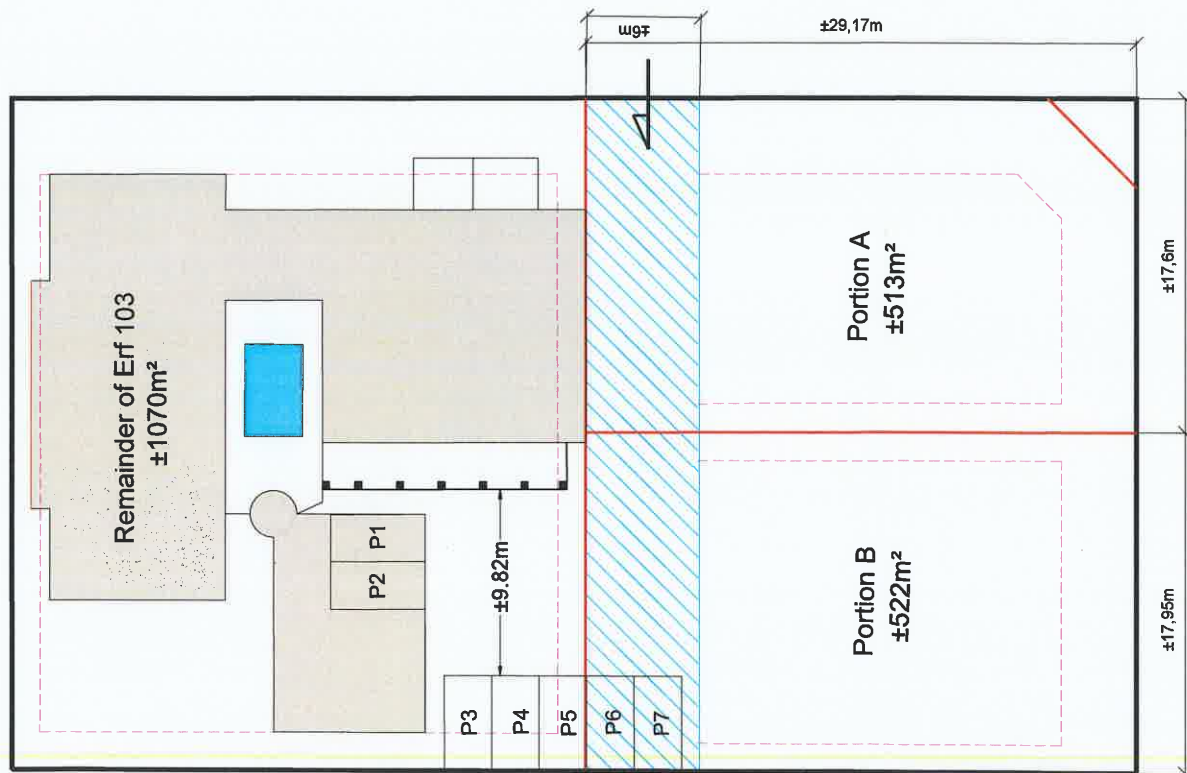 ±6m
±29,17m
Remainder of Erf 103
±1070m²
Portion A
±513m²
±17,6m
P1
P2
±9.82m
P3
P4
P5
P6
P7
Portion B
±522m²
±17,95m